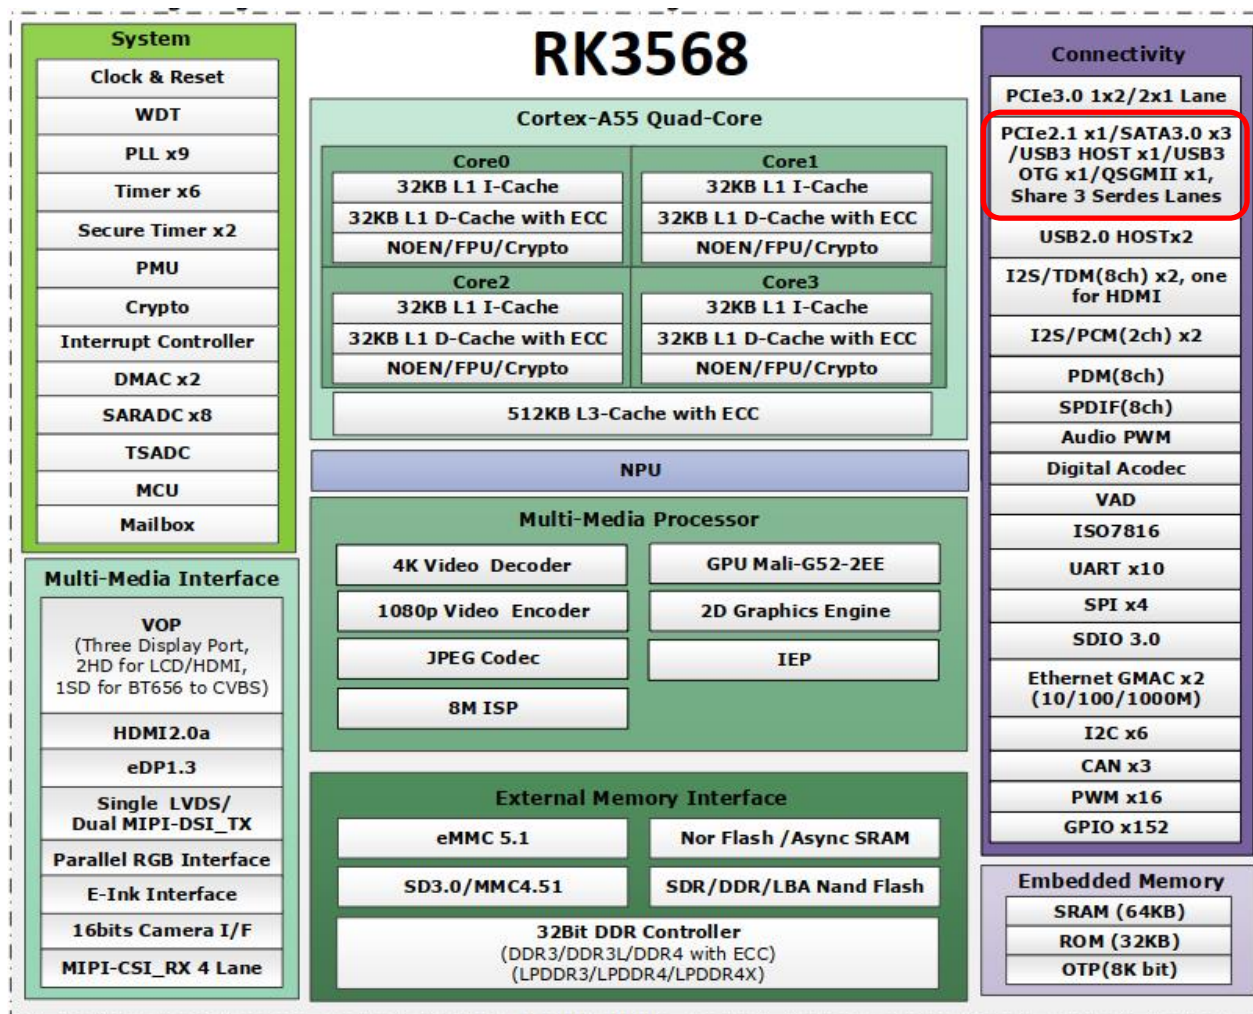 RK3568
System
Clock & Reset
WDT
PLL x9
Timer x6
Secure Timer x2
PMU
Crypto
Interrupt Controller
DMAC x2
SARADC x8
TSADC
MCU
Mailbox
Multi-Media Interface
VOP
(Three Display Port,
2HD for LCD/HDMI,
1SD for BT656 to CVBS)
HDMI2.0a
eDP1.3
Single LVDS/
Dual MIPI-DSI_TX
Parallel RGB Interface
E-Ink Interface
16bits Camera I/F
MIPI-CSI_RX 4 Lane
Cortex-A55 Quad-Core
Core0
32KB L1 I-Cache
32KB L1 D-Cache with ECC
NOEN/FPU/Crypto
Core1
32KB L1 I-Cache
32KB L1 D-Cache with ECC
NOEN/FPU/Crypto
Core2
32KB L1 I-Cache
32KB L1 D-Cache with ECC
NOEN/FPU/Crypto
Core3
32KB L1 I-Cache
32KB L1 D-Cache with ECC
NOEN/FPU/Crypto
512KB L3-Cache with ECC
NPU
Multi-Media Processor
4K Video Decoder
GPU Mali-G52-2EE
1080p Video Encoder
2D Graphics Engine
JPEG Codec
IEP
8M ISP
External Memory Interface
eMMC 5.1
Nor Flash /Async SRAM
SD3.0/MMC4.51
SDR/DDR/LBA Nand Flash
32Bit DDR Controller
(DDR3/DDR3L/DDR4 with ECC)
(LPDDR3/LPDDR4/LPDDR4X)
Connectivity
PCIe3.0 1x2/2x1 Lane
PCIe2.1 x1/SATA3.0 x3
/USB3 HOST x1/USB3
OTG x1/QSGMII x1,
Share 3 Serdes Lanes
USB2.0 HOSTx2
I2S/TDM(8ch) x2, one
for HDMI
I2S/PCM(2ch) x2
PDM(8ch)
SPDIF(8ch)
Audio PWM
Digital Acodec
VAD
ISO7816
UART x10
SPI x4
SDIO 3.0
Ethernet GMAC x2
(10/100/1000M)
I2C x6
CAN x3
PWM x16
GPIO x152
Embedded Memory
SRAM (64KB)
ROM (32KB)
OTP(8K bit)